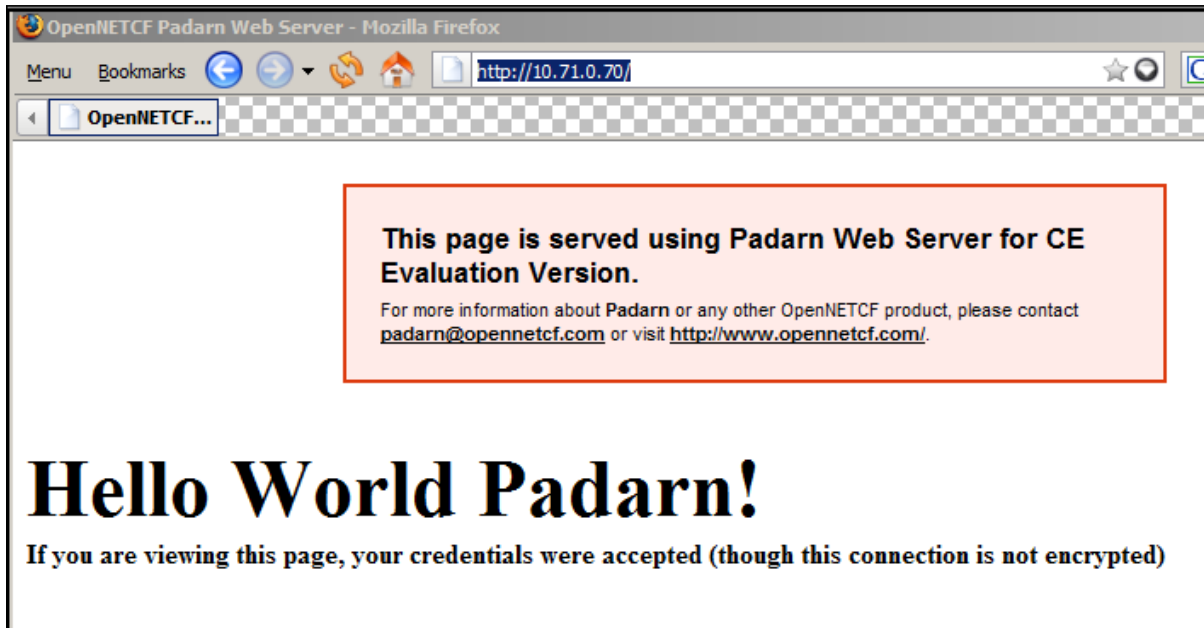 OpenNETCF Padarn Web Server - Mozilla Firefox
Menu Bookmarks http://10.71.0.70/
OpenNETCF...
This page is served using Padarn Web Server for CE
Evaluation Version.
For more information about Padarn or any other OpenNETCF product, please contact
padarn@opennetcf.com or visit http://www.opennetcf.com/.
Hello World Padarn!
If you are viewing this page, your credentials were accepted (though this connection is not encrypted)